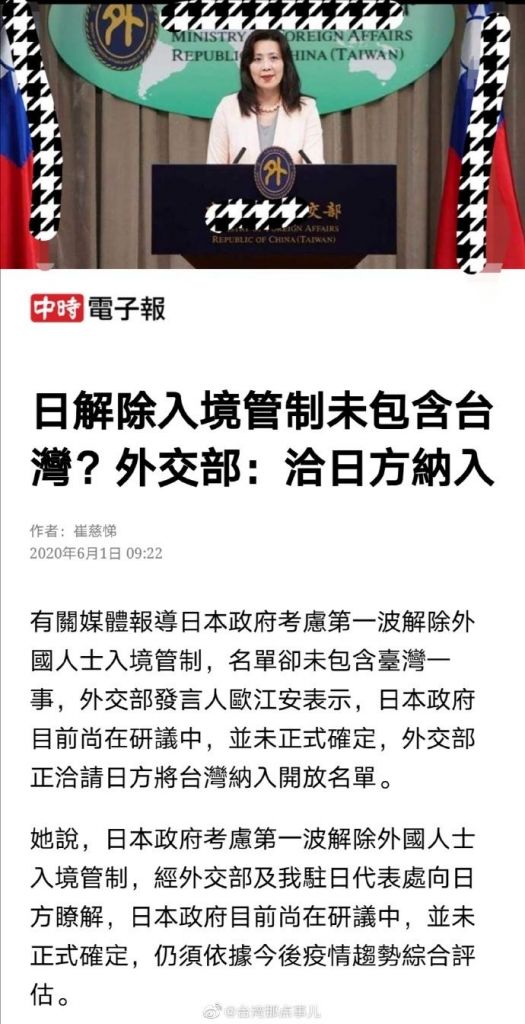 MINISTRY OF FOREIGN AFFAIRS
REPUBLIC OF CHINA (TAIWAN)
外
交部
MINISTRY OF FOREIGN AFFAIRS
REPUBLIC OF CHINA (TAIWAN)
中時 電子報
日解除入境管制未包含台
灣？外交部：洽日方納入
作者：崔慈悌
2020年6月1日 09:22
有關媒體報導日本政府考慮第一波解除外
國人士入境管制，名單卻未包含臺灣一
事，外交部發言人歐江安表示，日本政府
目前尚在研議中，並未正式確定，外交部
正洽請日方將台灣納入開放名單。
她說，日本政府考慮第一波解除外國人士
入境管制，經外交部及我駐日代表處向日
方瞭解，日本政府目前尚在研議中，並未
正式確定，仍須依據今後疫情趨勢綜合評
估。
@台湾那点事儿